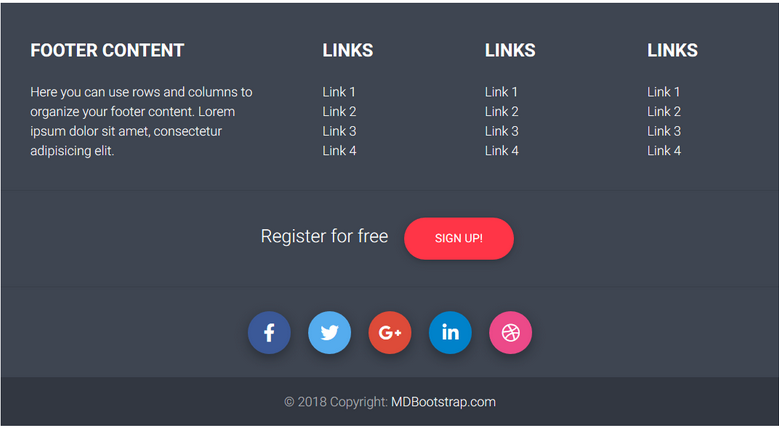 FOOTER CONTENT
Here you can use rows and columns to
organize your footer content. Lorem
ipsum dolor sit amet, consectetur
adipisicing elit.
LINKS
Link 1
Link 2
Link 3
Link 4
LINKS
Link 1
Link 2
Link 3
Link 4
LINKS
Link 1
Link 2
Link 3
Link 4
Register for free
SIGN UP!
f
G+
in
© 2018 Copyright: MDBootstrap.com